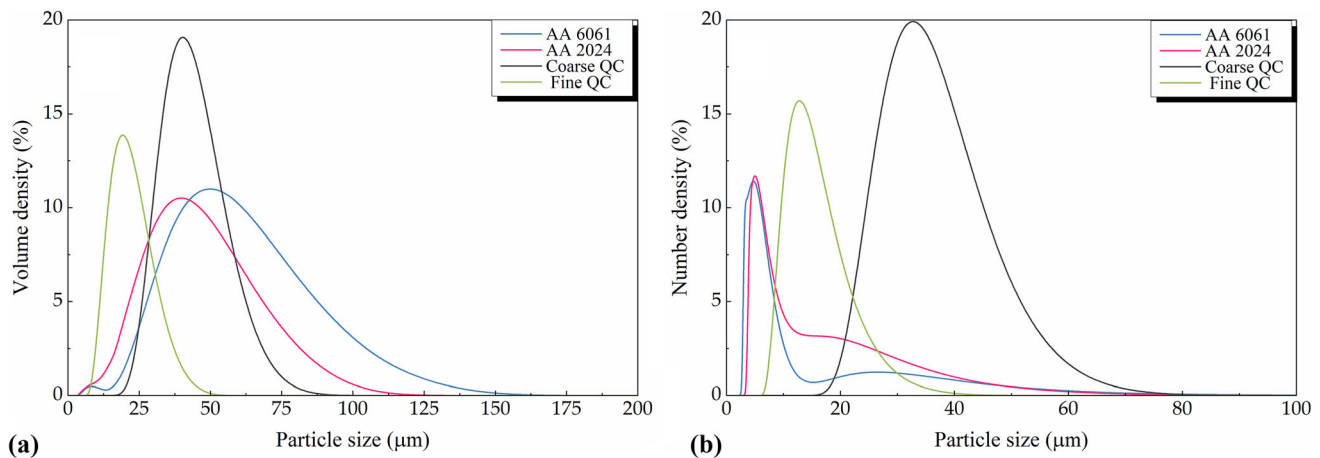 20
15
10
5
0
Volume density (%)
0
25
50
75
100
125
150
175
200
Particle size (μm)
AA 6061
AA 2024
Coarse QC
Fine QC
(a)
20
15
10
5
0
Number density (%)
0
20
40
60
80
100
Particle size (μm)
AA 6061
AA 2024
Coarse QC
Fine QC
(b)